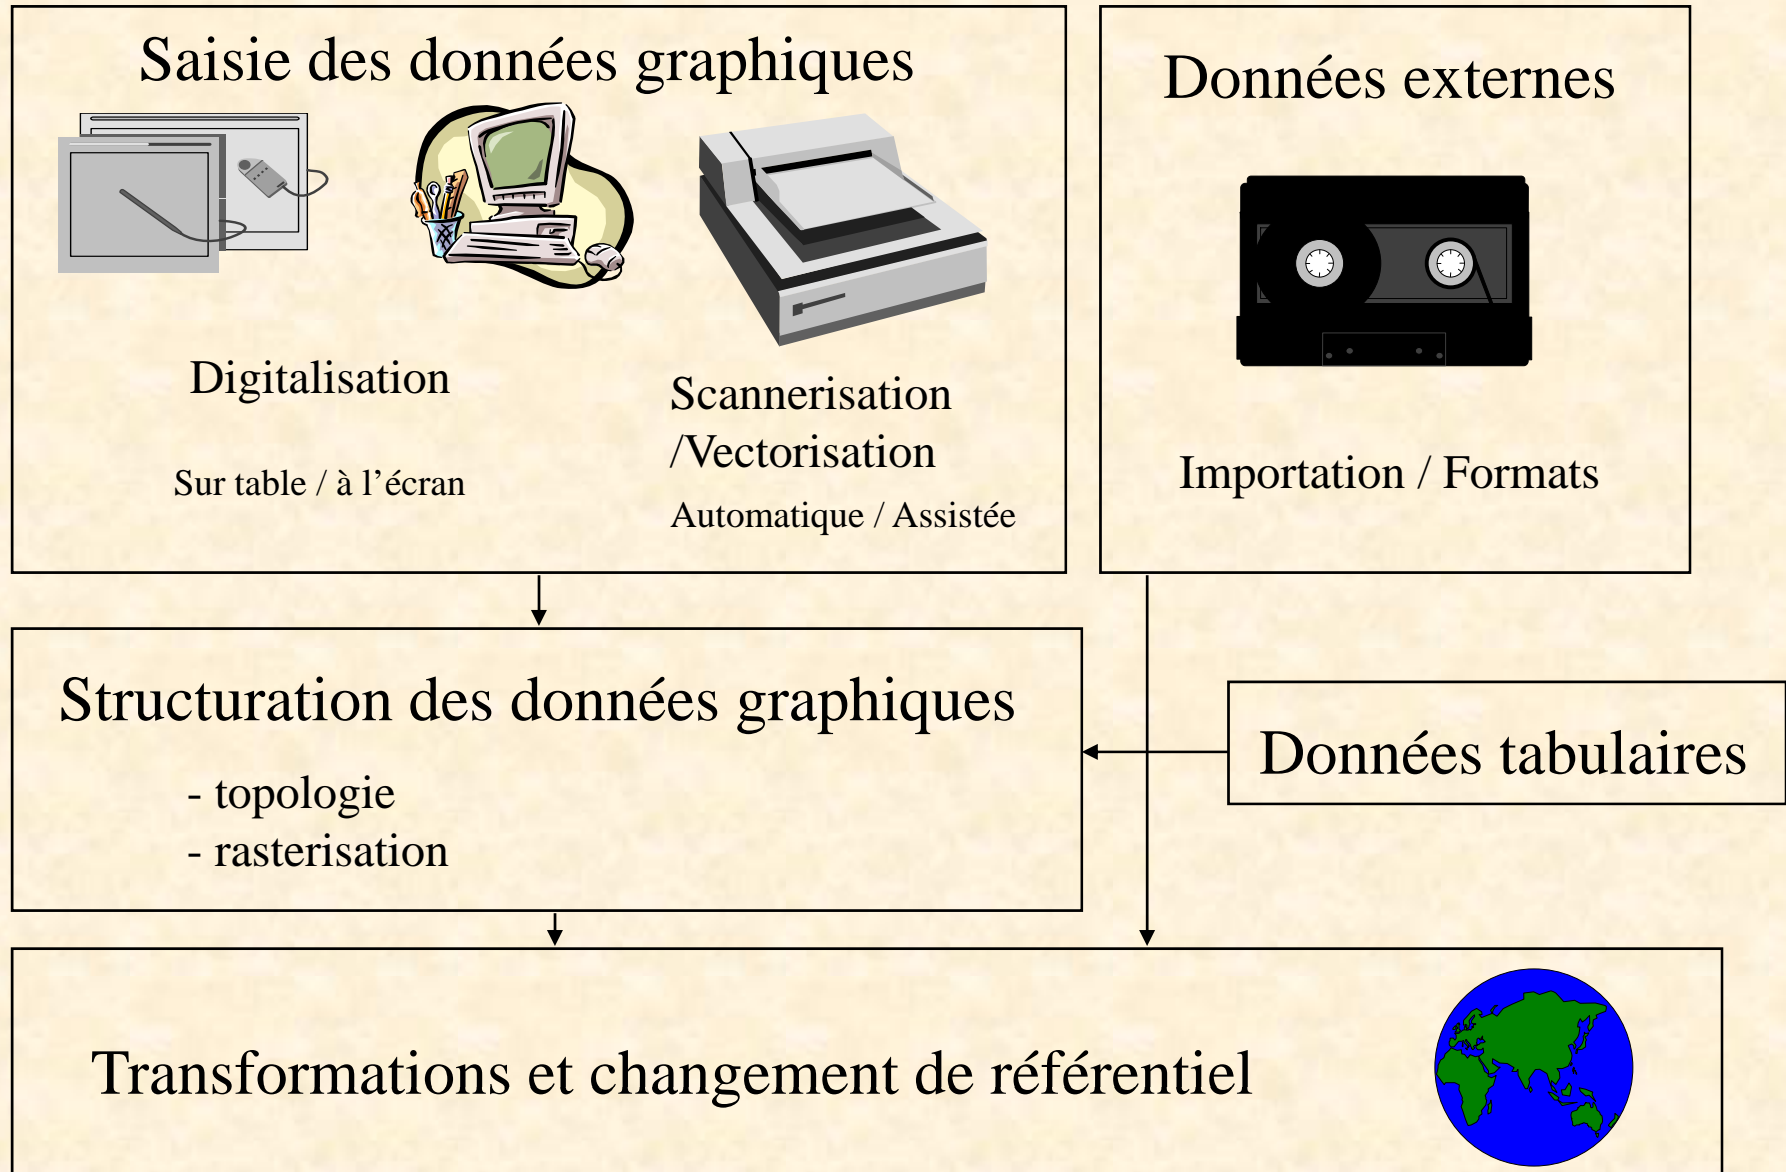 Saisie des données graphiques
Digitalisation
Sur table / à l’écran
Scannerisation
/Vectorisation
Automatique / Assistée
Données externes
Importation / Formats
Structuration des données graphiques
- topologie
- rasterisation
Données tabulaires
Transformations et changement de référentiel